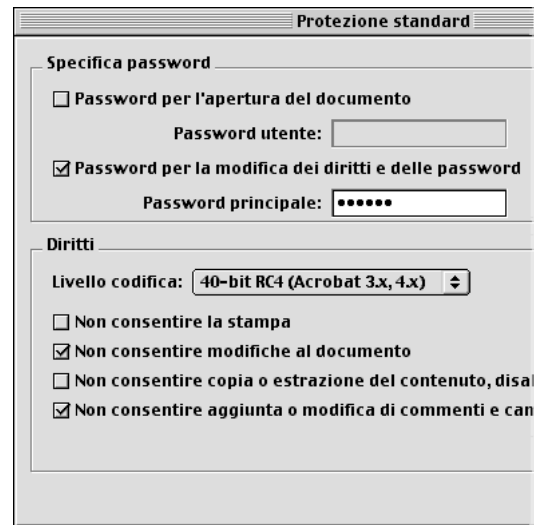 Protezione standard
Specifica password
Password per l'apertura del documento
Password utente:
Password per la modifica dei diritti e delle password
Password principale: ••••••
Diritti
Livello codifica: 40-bit RC4 (Acrobat 3.x, 4.x)
Non consentire la stampa
Non consentire modifiche al documento
Non consentire copia o estrazione del contenuto, disa
Non consentire aggiunta o modifica di commenti e can